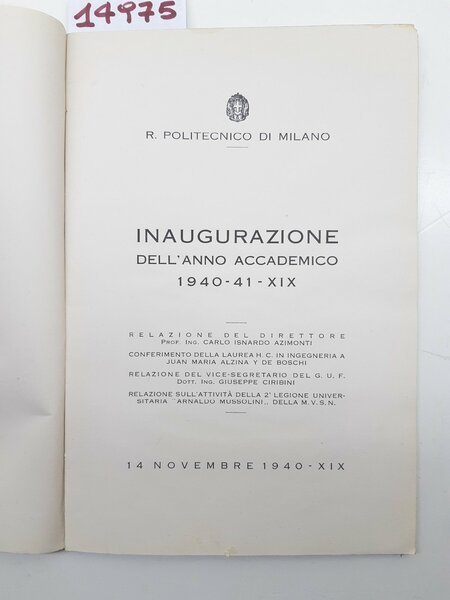 14975
R. POLITECNICO DI MILANO
INAUGURAZIONE
DELL'ANNO ACCADEMICO
1940-41-XIX
RELAZIONE DEL DIRETTORE
PROF. ING. CARLO ISNARDO AZIMONTI
CONFERIMENTO DELLA LAUREA H. C. IN INGEGNERIA A
JUAN MARIA ALZINA Y DE BOSCHI
RELAZIONE DEL VICE-SEGRETARIO DEL G. U. F.
DOTT. ING. GIUSEPPE CIRIBINI
RELAZIONE SULL'ATTIVITÀ DELLA 2ª LEGIONE UNIVER-
SITARIA "ARNALDO MUSSOLINI,, DELLA M. V. S. N.
14 NOVEMBRE 1940-XIX